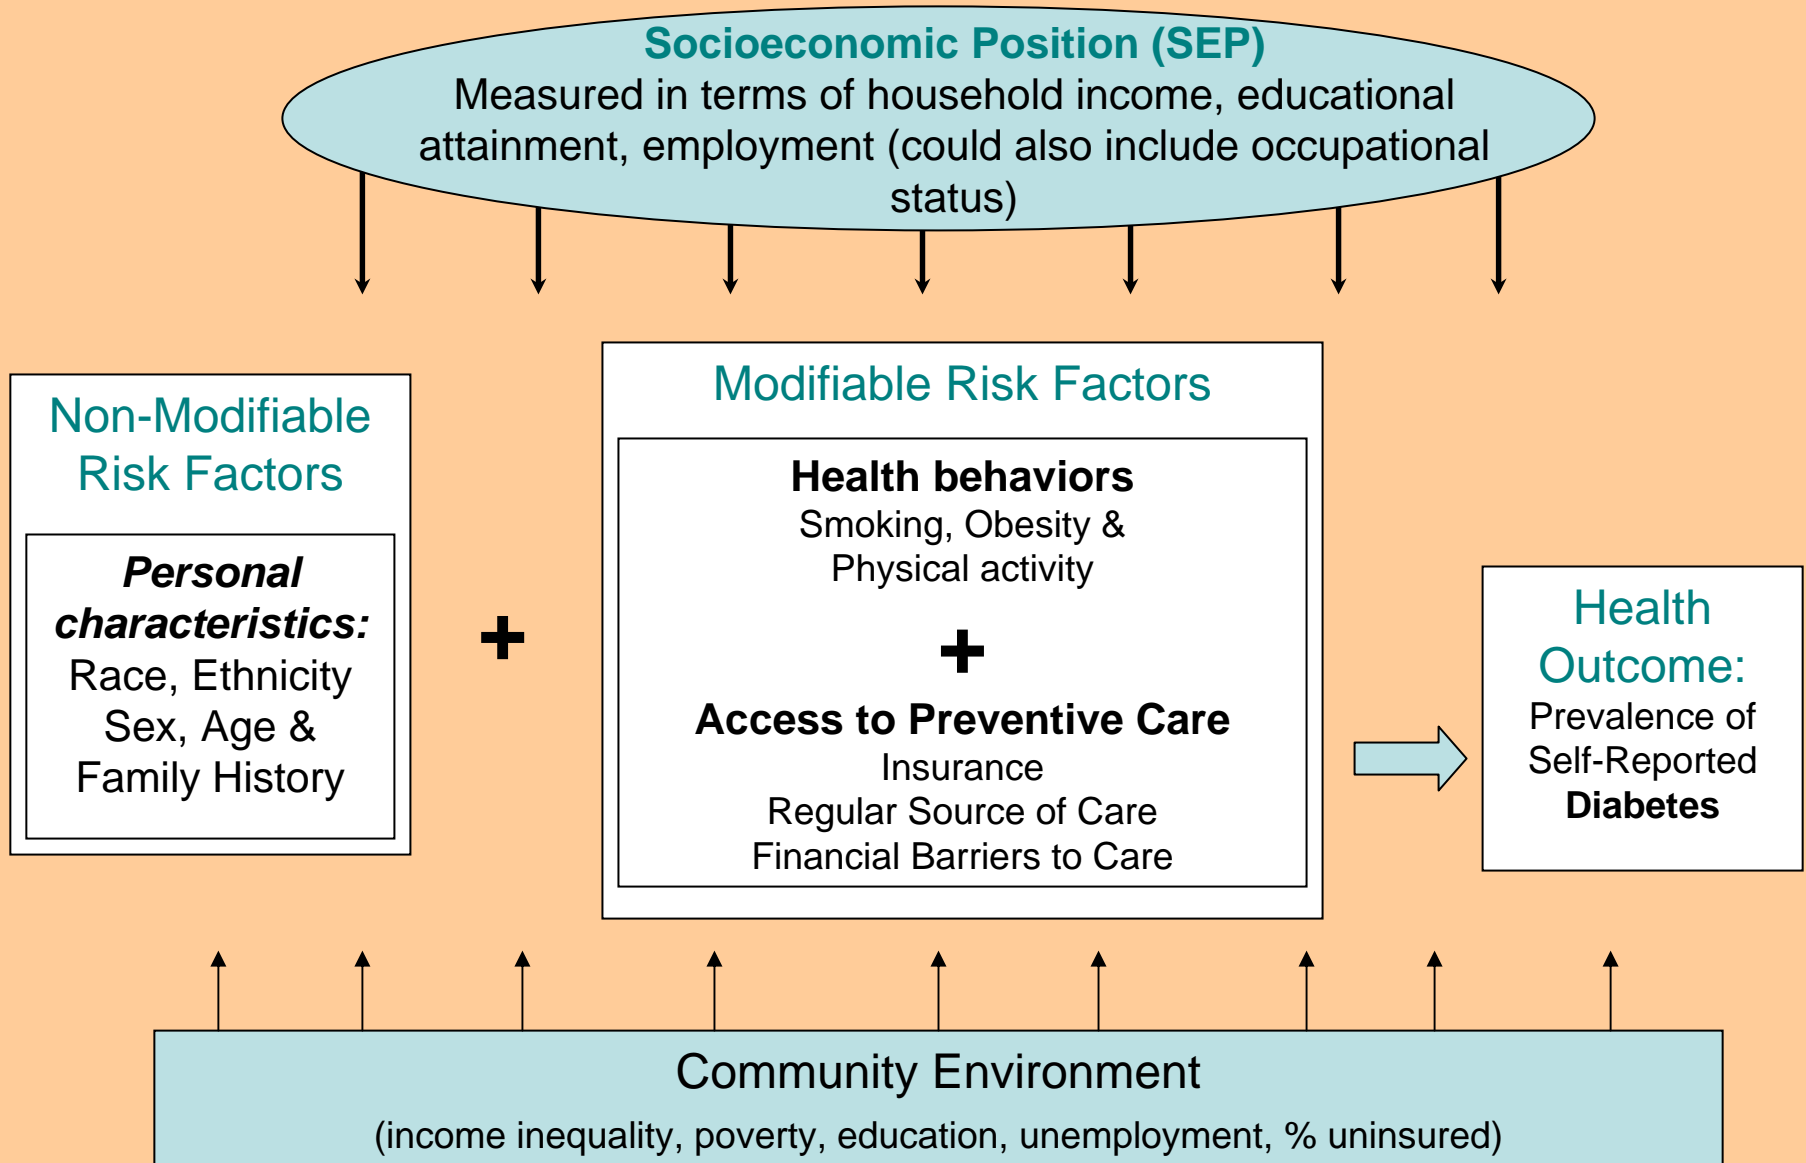 Socioeconomic Position (SEP)
Measured in terms of household income, educational
attainment, employment (could also include occupational
status)
Non-Modifiable
Risk Factors
Personal
characteristics:
Race, Ethnicity
Sex, Age &
Family History
+
Modifiable Risk Factors
Health behaviors
Smoking, Obesity &
Physical activity
+
Access to Preventive Care
Insurance
Regular Source of Care
Financial Barriers to Care
Health
Outcome:
Prevalence of
Self-Reported
Diabetes
Community Environment
(income inequality, poverty, education, unemployment, % uninsured)